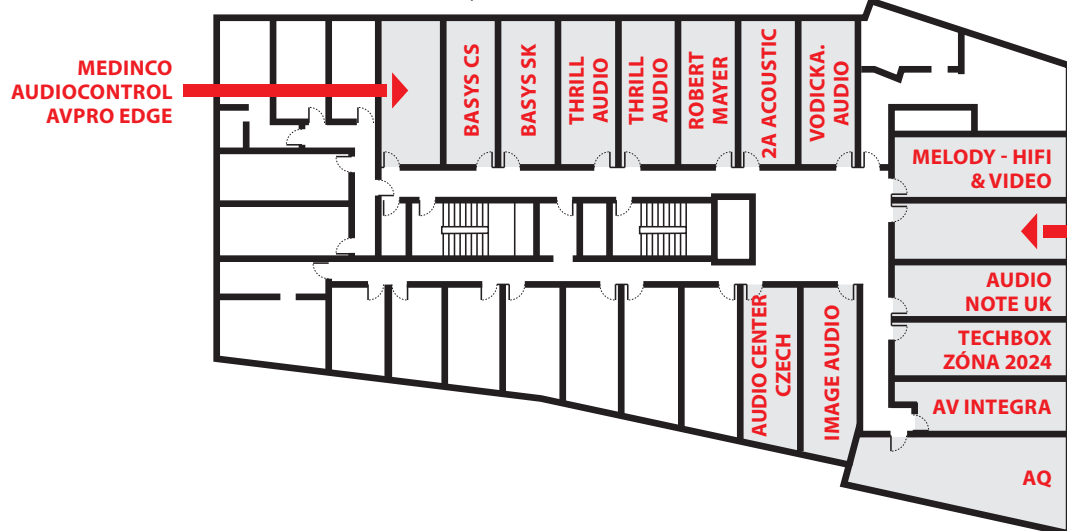 MEDINCO
AUDIOCONTROL
AVPRO EDGE
BASYS CS
BASYS SK
THRILL
AUDIO
THRILL
AUDIO
ROBERT
MAYER
2A ACOUSTIC
VODICKA.
AUDIO
MELODY - HIFI
& VIDEO
AUDIO
NOTE UK
TECHBOX
ZÓNA 2024
AV INTEGRA
AQ
AUDIO CENTER
CZECH
IMAGE AUDIO